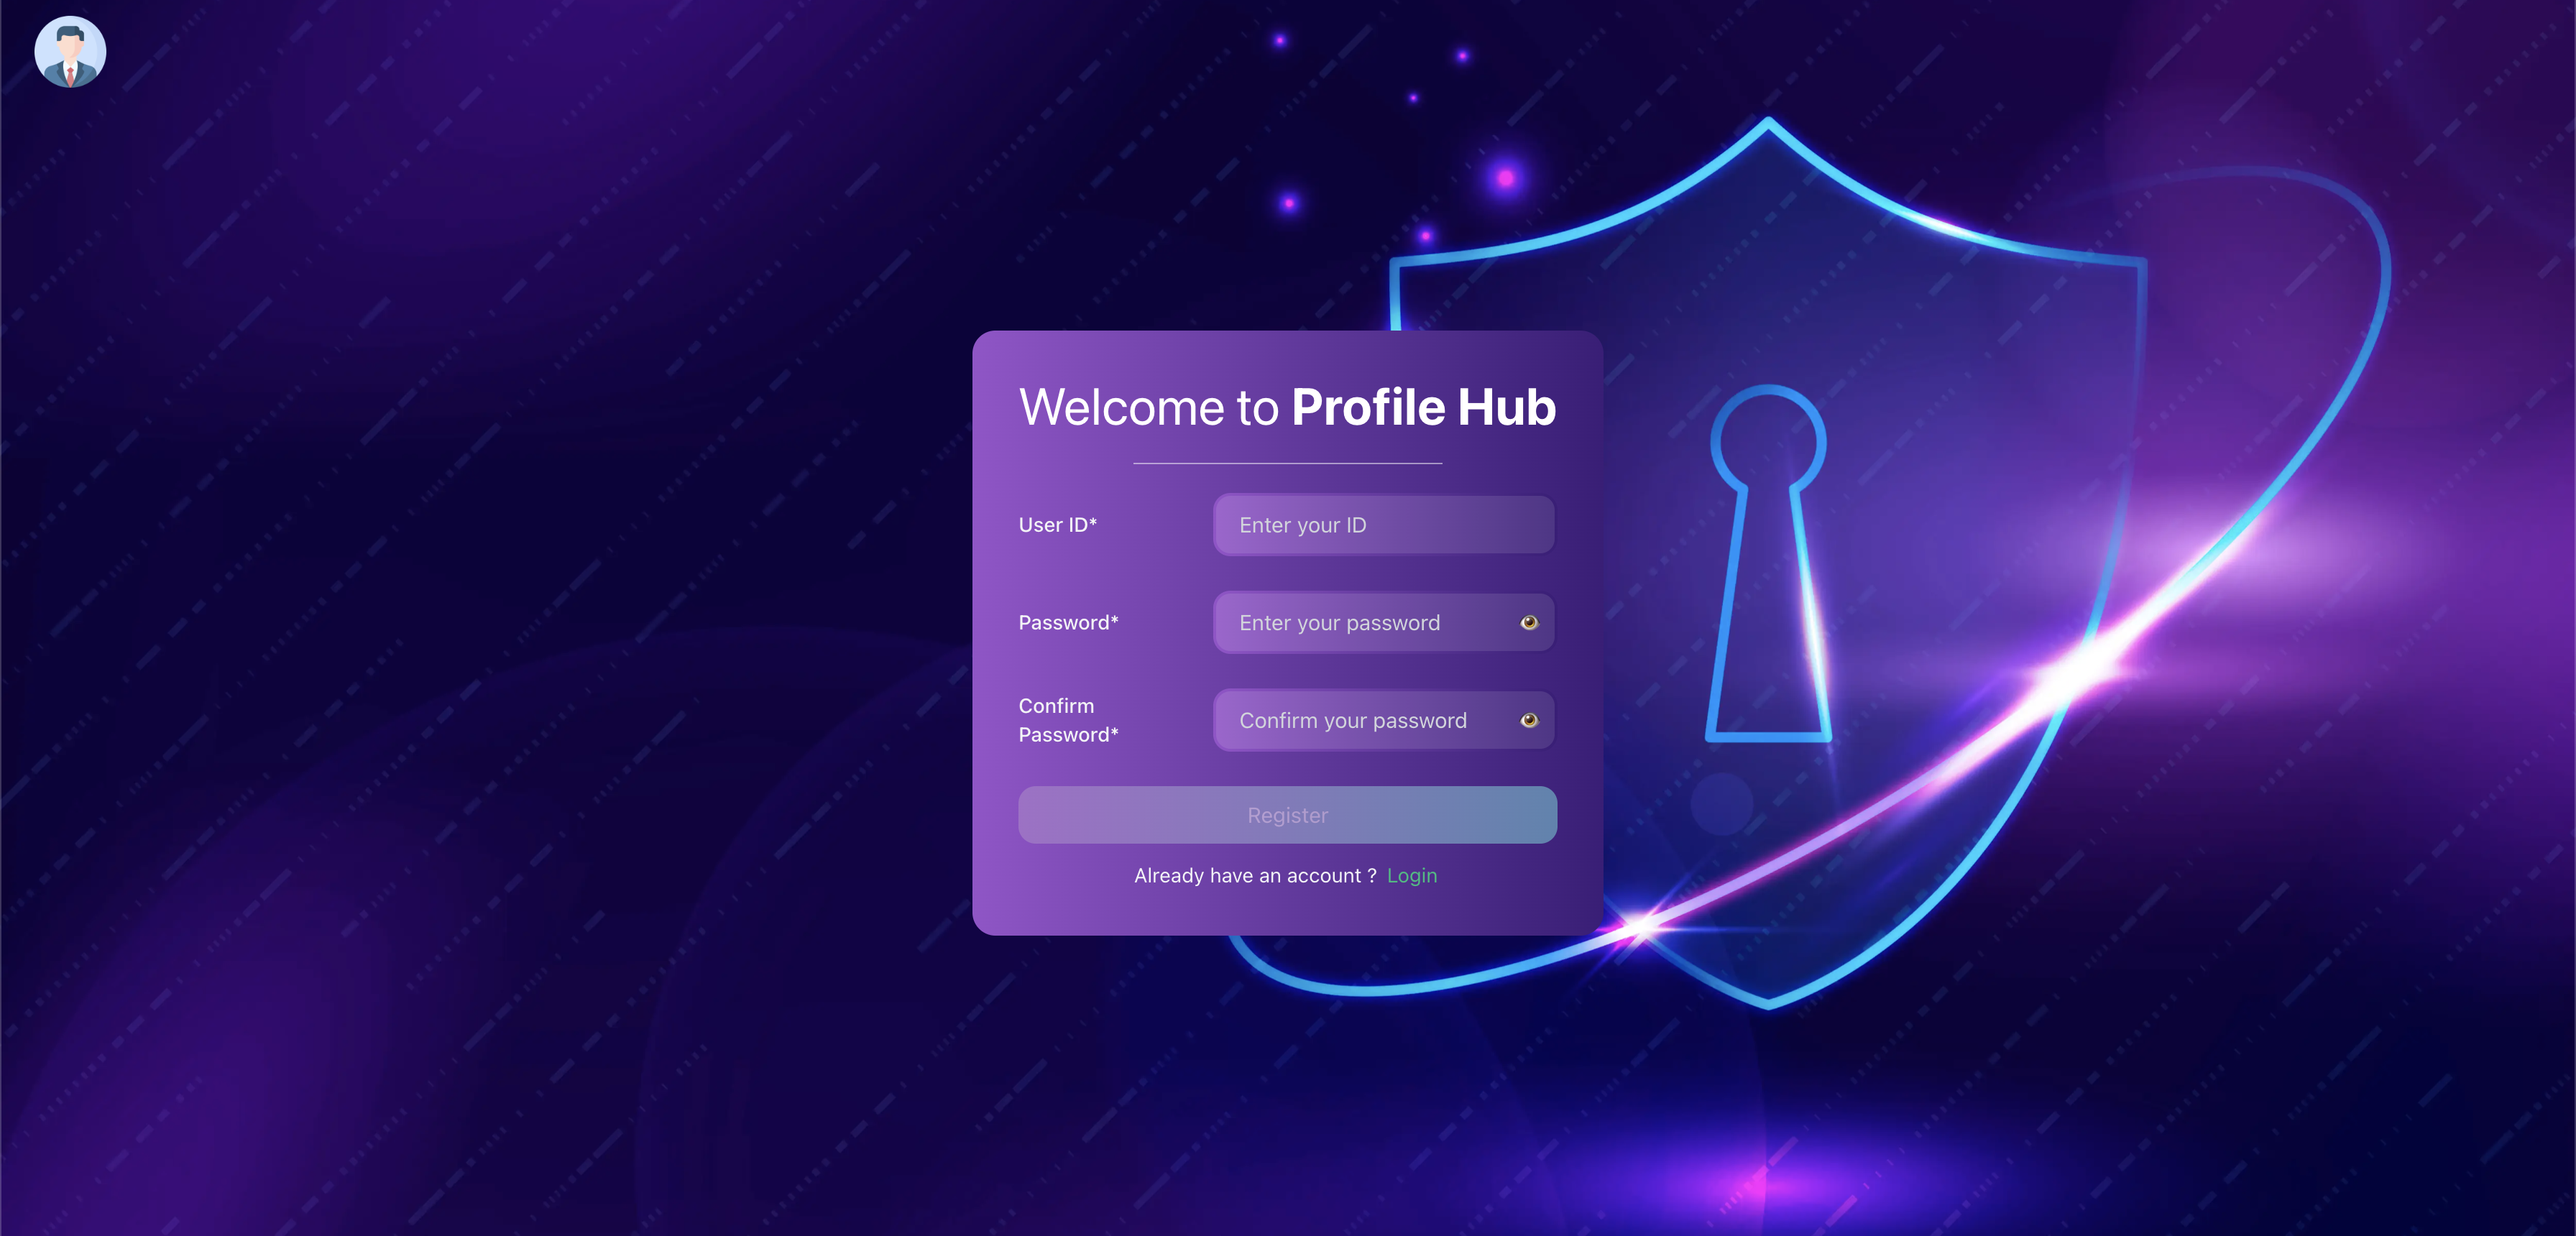 Welcome to Profile Hub
User ID*
Enter your ID
Password*
Enter your password
Confirm
Password*
Confirm your password
Register
Already have an account ? Login